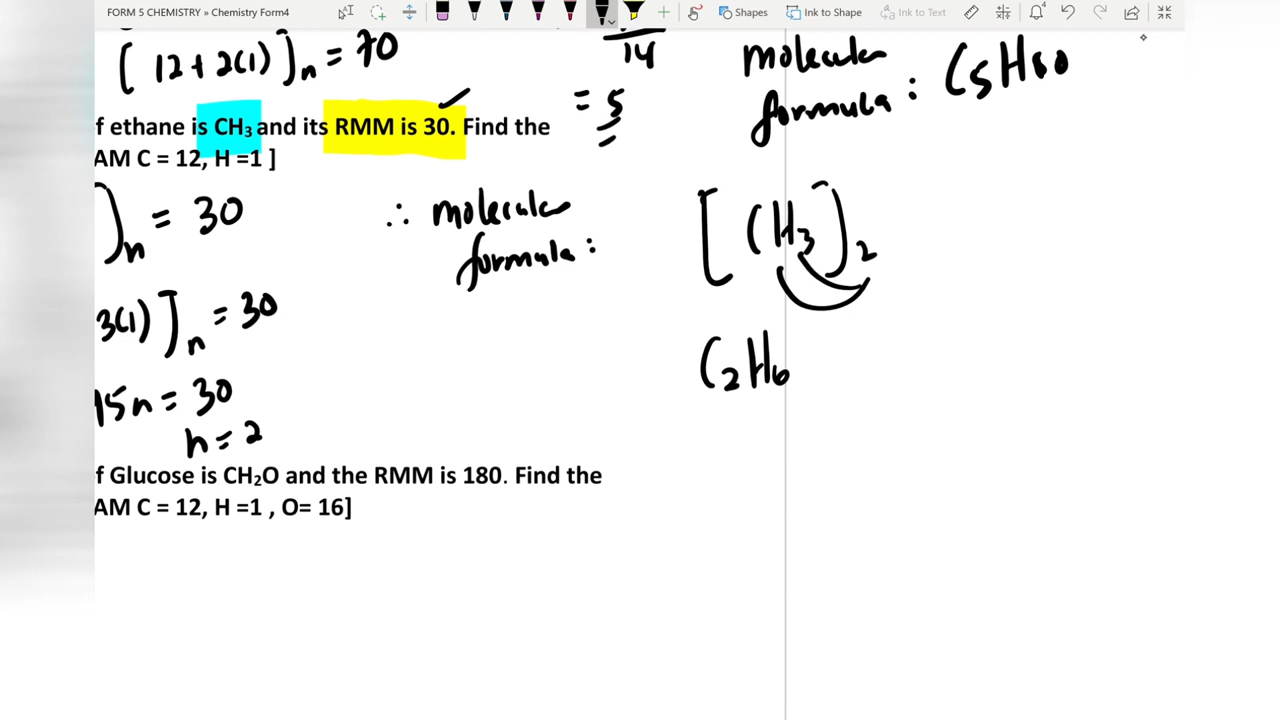 FORM 5 CHEMISTRY » Chemistry Form4
Shapes Ink to Shape Ink to Text 4
[ 12+2(1) ]n = 70
14
= 5
molecular
formula : C5H10
f ethane is CH3 and its RMM is 30. Find the
AM C = 12, H =1 ]
]n = 30
∴ molecular
formula :
[ CH3 ]2
3(1) ]n = 30
C2H6
15n = 30
n = 2
f Glucose is CH2O and the RMM is 180. Find the
AM C = 12, H =1 , O= 16]